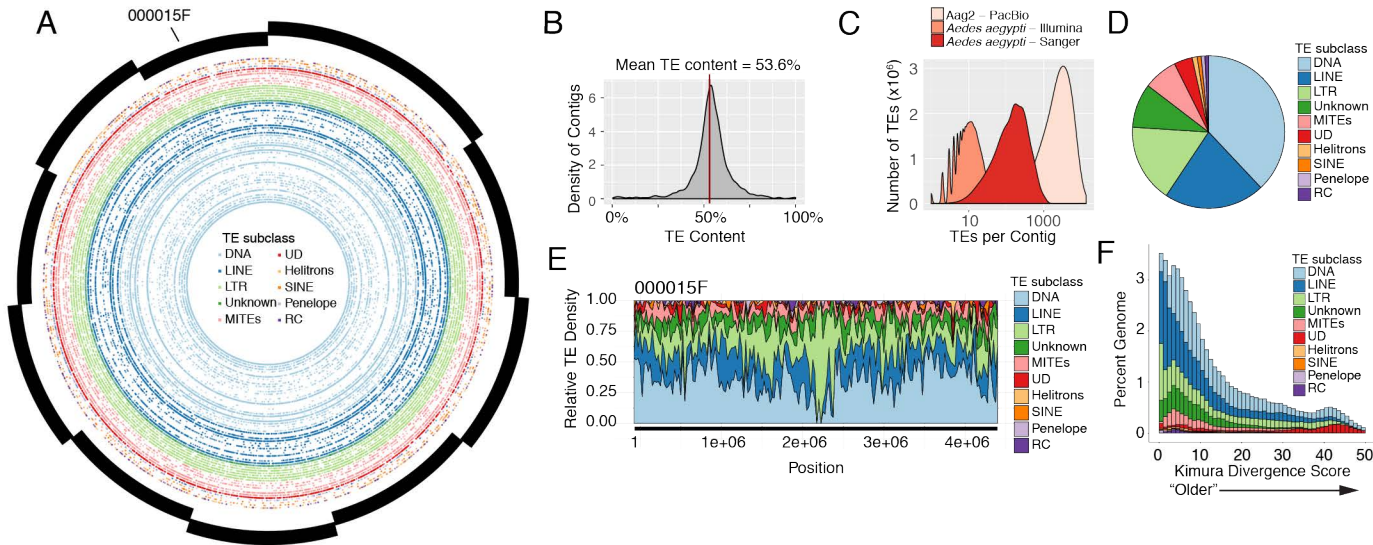 A
000015F
TE subclass
DNA
LINE
LTR
Unknown
MITEs
UD
Helitrons
SINE
Penelope
RC
B
Mean TE content = 53.6%
Density of Contigs
6
4
2
0
0%
50%
100%
TE Content
C
Aag2 – PacBio
Aedes aegypti – Illumina
Aedes aegypti – Sanger
Number of TEs (x10⁶)
3
2
1
0
10
1000
TEs per Contig
D
TE subclass
DNA
LINE
LTR
Unknown
MITEs
UD
Helitrons
SINE
Penelope
RC
E
000015F
Relative TE Density
1.00
0.75
0.50
0.25
0.00
1
1e+06
2e+06
3e+06
4e+06
Position
TE subclass
DNA
LINE
LTR
Unknown
MITEs
UD
Helitrons
SINE
Penelope
RC
F
Percent Genome
3
2
1
0
0
10
20
30
40
50
Kimura Divergence Score
“Older”
TE subclass
DNA
LINE
LTR
Unknown
MITEs
UD
Helitrons
SINE
Penelope
RC